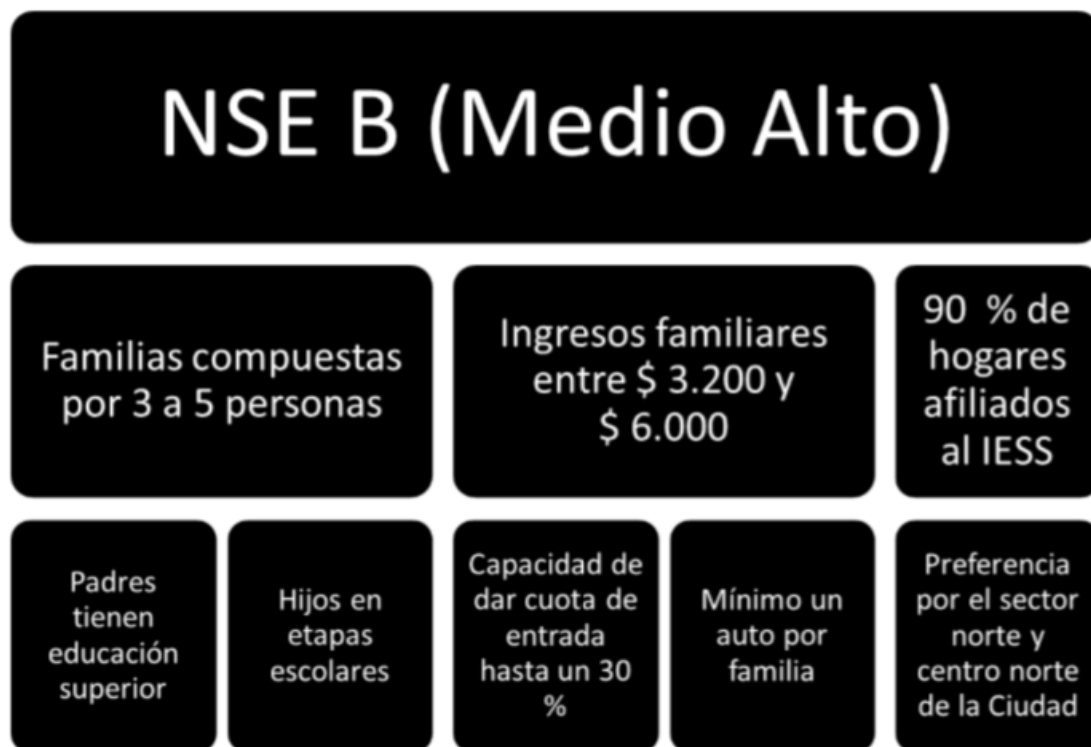 NSE B (Medio Alto)
Familias compuestas
por 3 a 5 personas
Ingresos familiares
entre $ 3.200 y
$ 6.000
90 % de
hogares
afiliados
al IESS
Padres
tienen
educación
superior
Hijos en
etapas
escolares
Capacidad de
dar cuota de
entrada
hasta un 30
%
Mínimo un
auto por
familia
Preferencia
por el sector
norte y
centro norte
de la Ciudad